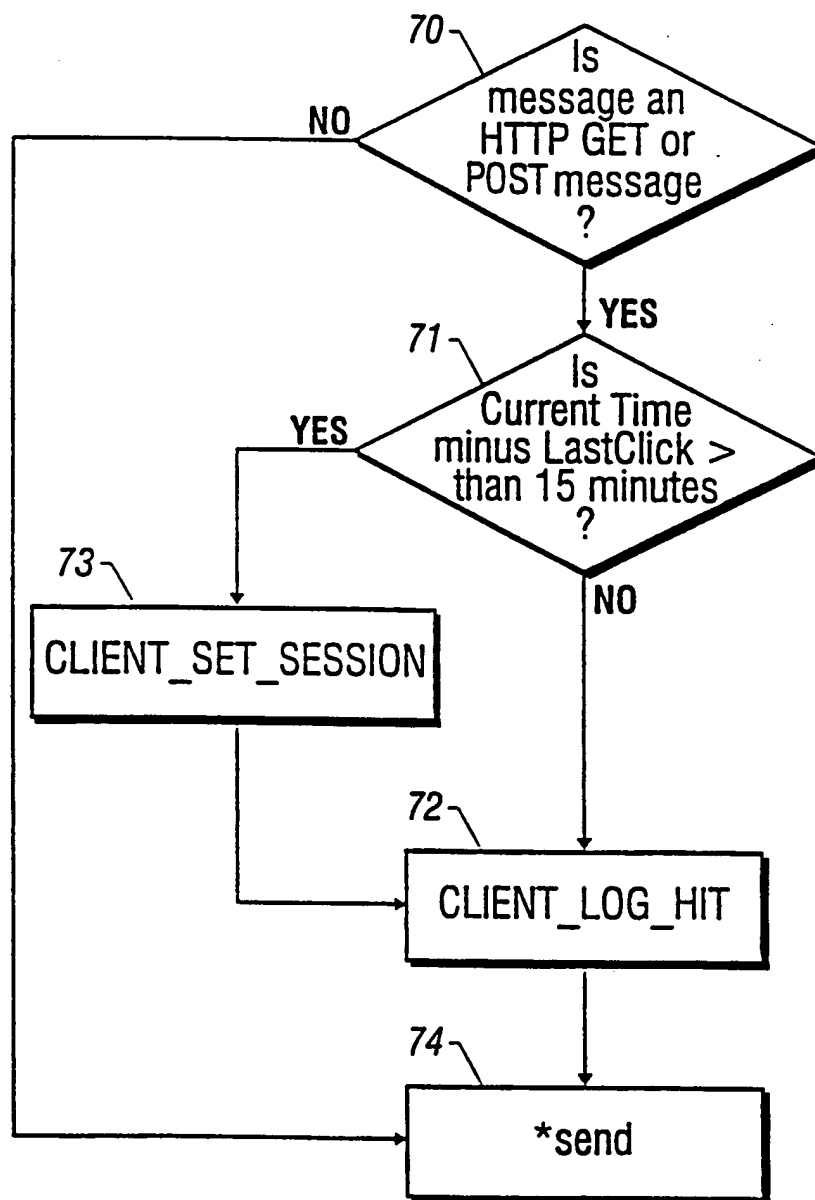 70
Is
message an
HTTP GET or
POST message
?
NO
YES
71
Is
Current Time
minus LastClick >
than 15 minutes
?
YES
NO
73
CLIENT_SET_SESSION
72
CLIENT_LOG_HIT
74
*send